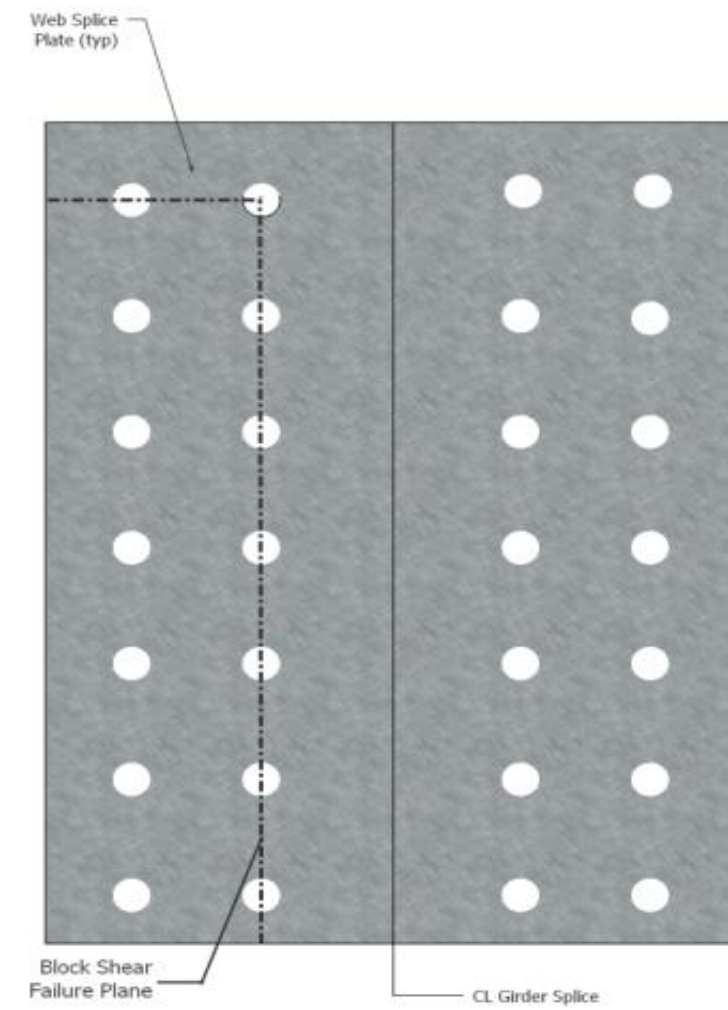 Web Splice
Plate (typ)
Block Shear
Failure Plane
CL Girder Splice